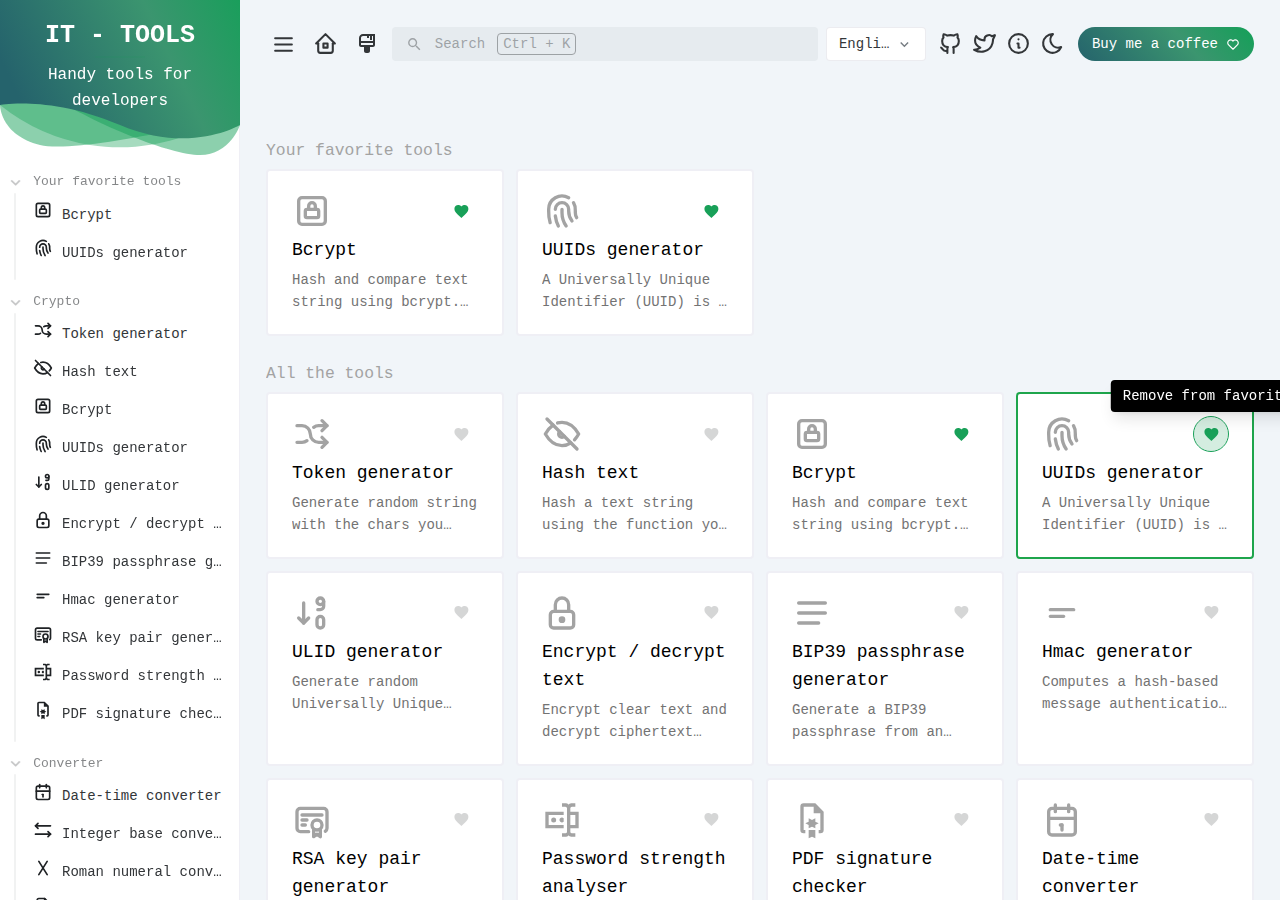 IT - TOOLS
Handy tools for
developers
Your favorite tools
Bcrypt
UUIDs generator
Crypto
Token generator
Hash text
Bcrypt
UUIDs generator
ULID generator
Encrypt / decrypt …
BIP39 passphrase g…
Hmac generator
RSA key pair gener…
Password strength …
PDF signature chec…
Converter
Date-time converter
Integer base conve…
Roman numeral conv…
Search Ctrl + K
Engli…
Buy me a coffee
Your favorite tools
Bcrypt
Hash and compare text
string using bcrypt.…
UUIDs generator
A Universally Unique
Identifier (UUID) is …
All the tools
Remove from favorit
Token generator
Generate random string
with the chars you…
Hash text
Hash a text string
using the function yo…
Bcrypt
Hash and compare text
string using bcrypt.…
UUIDs generator
A Universally Unique
Identifier (UUID) is …
ULID generator
Generate random
Universally Unique…
Encrypt / decrypt
text
Encrypt clear text and
decrypt ciphertext…
BIP39 passphrase
generator
Generate a BIP39
passphrase from an…
Hmac generator
Computes a hash-based
message authenticatio…
RSA key pair
generator
Password strength
analyser
PDF signature
checker
Date-time
converter